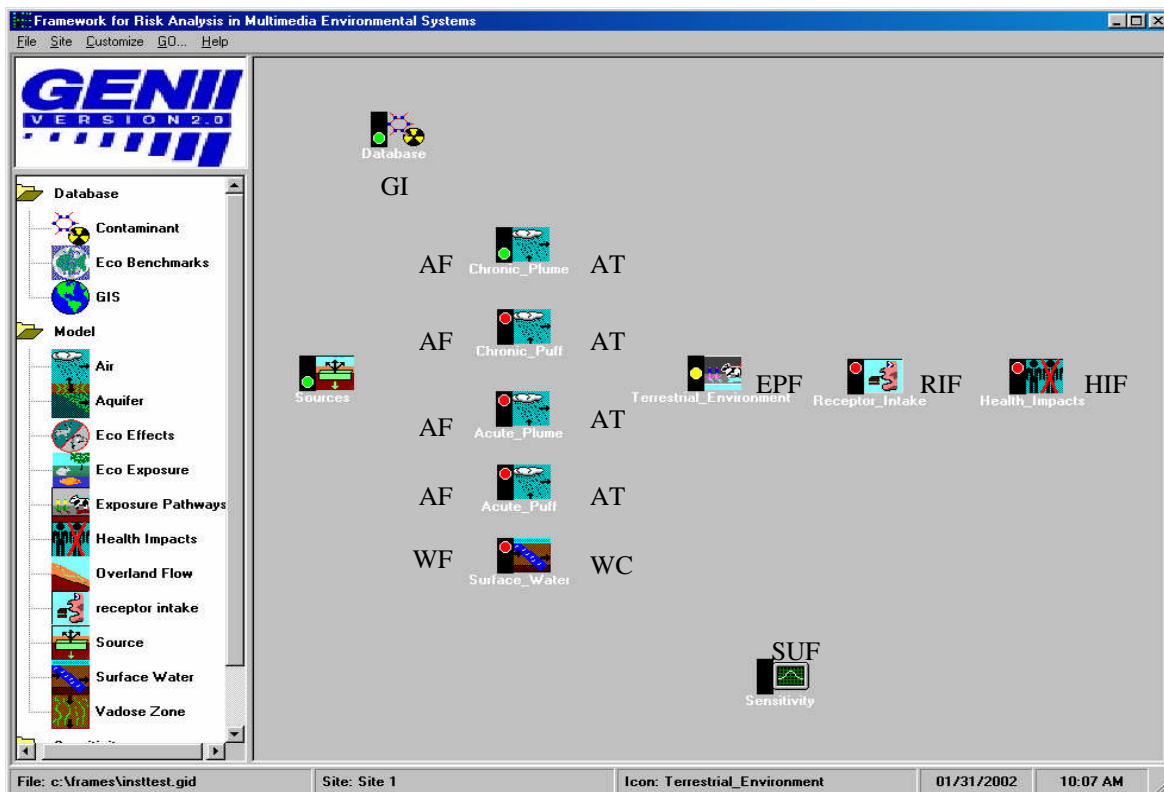 Framework for Risk Analysis in Multimedia Environmental Systems
File Site Customize GO... Help
GENII
VERSION 2.0
Database
Contaminant
Eco Benchmarks
GIS
Model
Air
Aquifer
Eco Effects
Eco Exposure
Exposure Pathways
Health Impacts
Overland Flow
receptor intake
Source
Surface Water
Vadose Zone
Database
GI
AF Chronic_Plume AT
AF Chronic_Puff AT
Sources
Terrestrial_Environment EPF
Receptor_Intake RIF
Health_Impacts HIF
AF Acute_Plume AT
AF Acute_Puff AT
WF Surface_Water WC
SUF
Sensitivity
File: c:\frames\insttest.gid Site: Site 1 Icon: Terrestrial_Environment 01/31/2002 10:07 AM